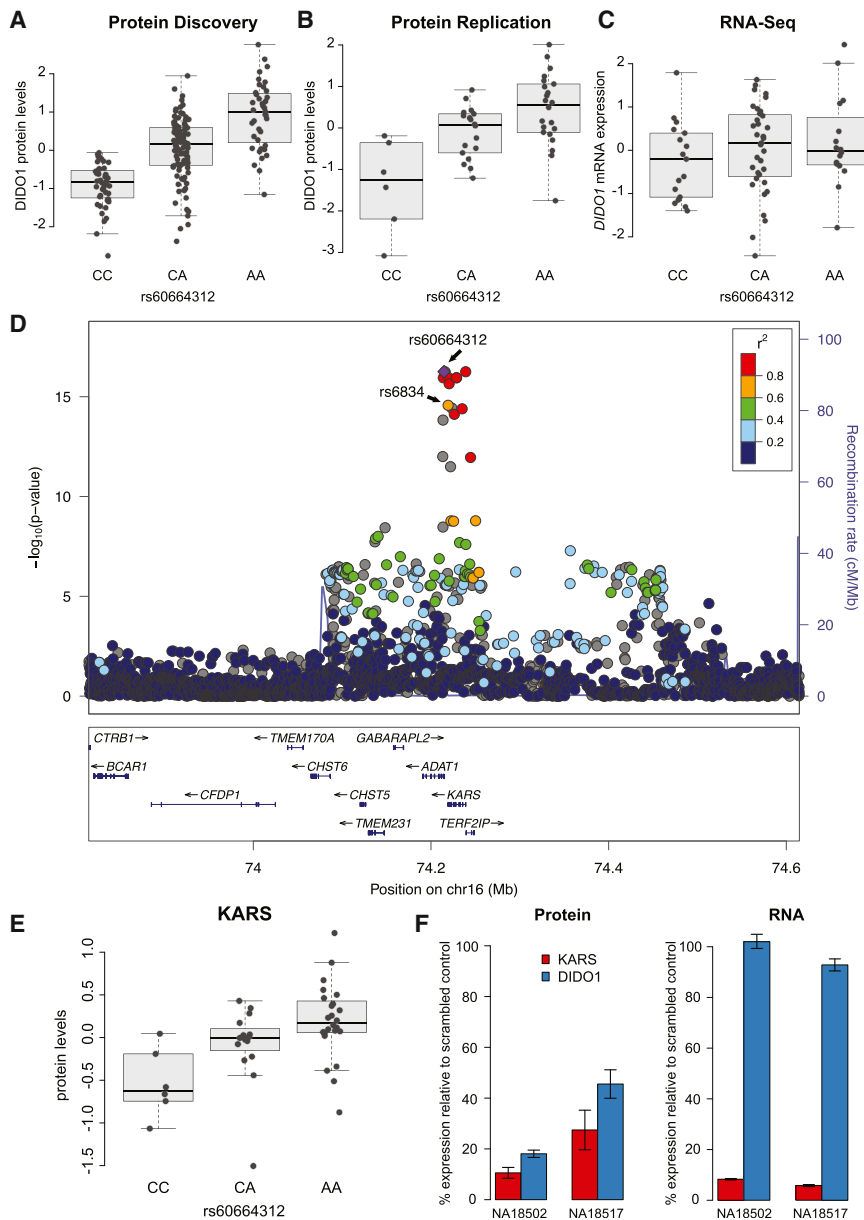 A Protein Discovery
B Protein Replication
C RNA-Seq
DIDO1 protein levels
2
1
0
-1
-2
CC CA AA
rs60664312
DIDO1 protein levels
2
1
0
-1
-2
-3
CC CA AA
rs60664312
DIDO1 mRNA expression
2
1
0
-1
-2
CC CA AA
rs60664312
D
rs60664312
rs6834
r2
0.8
0.6
0.4
0.2
−log10(p−value)
15
10
5
0
Recombination rate (cM/Mb)
100
80
60
40
20
0
CTRB1→ ←TMEM170A GABARAPL2→
←BCAR1 ←CHST6 ←ADAT1
←CFDP1 ←CHST5 ←KARS
←TMEM231 TERF2IP→
74 74.2 74.4 74.6
Position on chr16 (Mb)
E KARS
protein levels
1.0
0.5
0.0
-0.5
-1.0
-1.5
CC CA AA
rs60664312
F Protein RNA
% expression relative to scrambled control
100
80
60
40
20
0
KARS
DIDO1
NA18502 NA18517
% expression relative to scrambled control
100
80
60
40
20
0
NA18502 NA18517